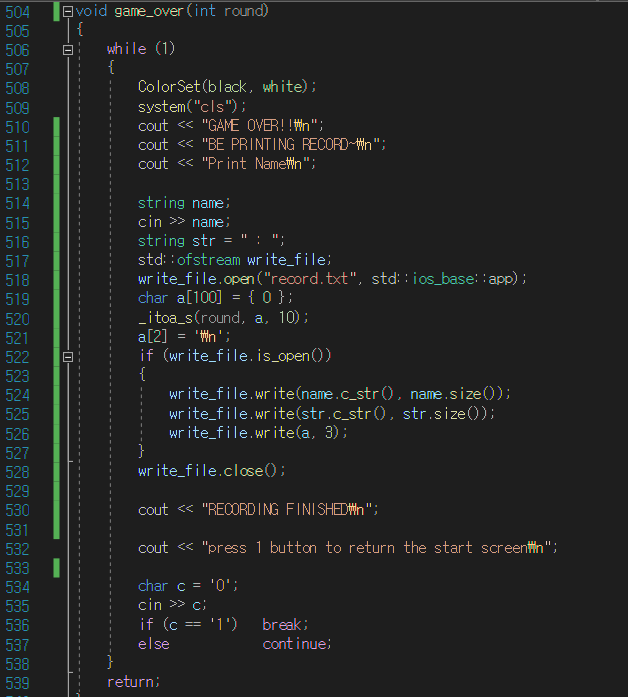 504 void game_over(int round)
505 {
506 while (1)
507 {
508 ColorSet(black, white);
509 system("cls");
510 cout << "GAME OVER!!₩n";
511 cout << "BE PRINTING RECORD~₩n";
512 cout << "Print Name₩n";
513
514 string name;
515 cin >> name;
516 string str = " : ";
517 std::ofstream write_file;
518 write_file.open("record.txt", std::ios_base::app);
519 char a[100] = { 0 };
520 _itoa_s(round, a, 10);
521 a[2] = '₩n';
522 if (write_file.is_open())
523 {
524 write_file.write(name.c_str(), name.size());
525 write_file.write(str.c_str(), str.size());
526 write_file.write(a, 3);
527 }
528 write_file.close();
529
530 cout << "RECORDING FINISHED₩n";
531
532 cout << "press 1 button to return the start screen₩n";
533
534 char c = '0';
535 cin >> c;
536 if (c == '1') break;
537 else continue;
538 }
539 return;